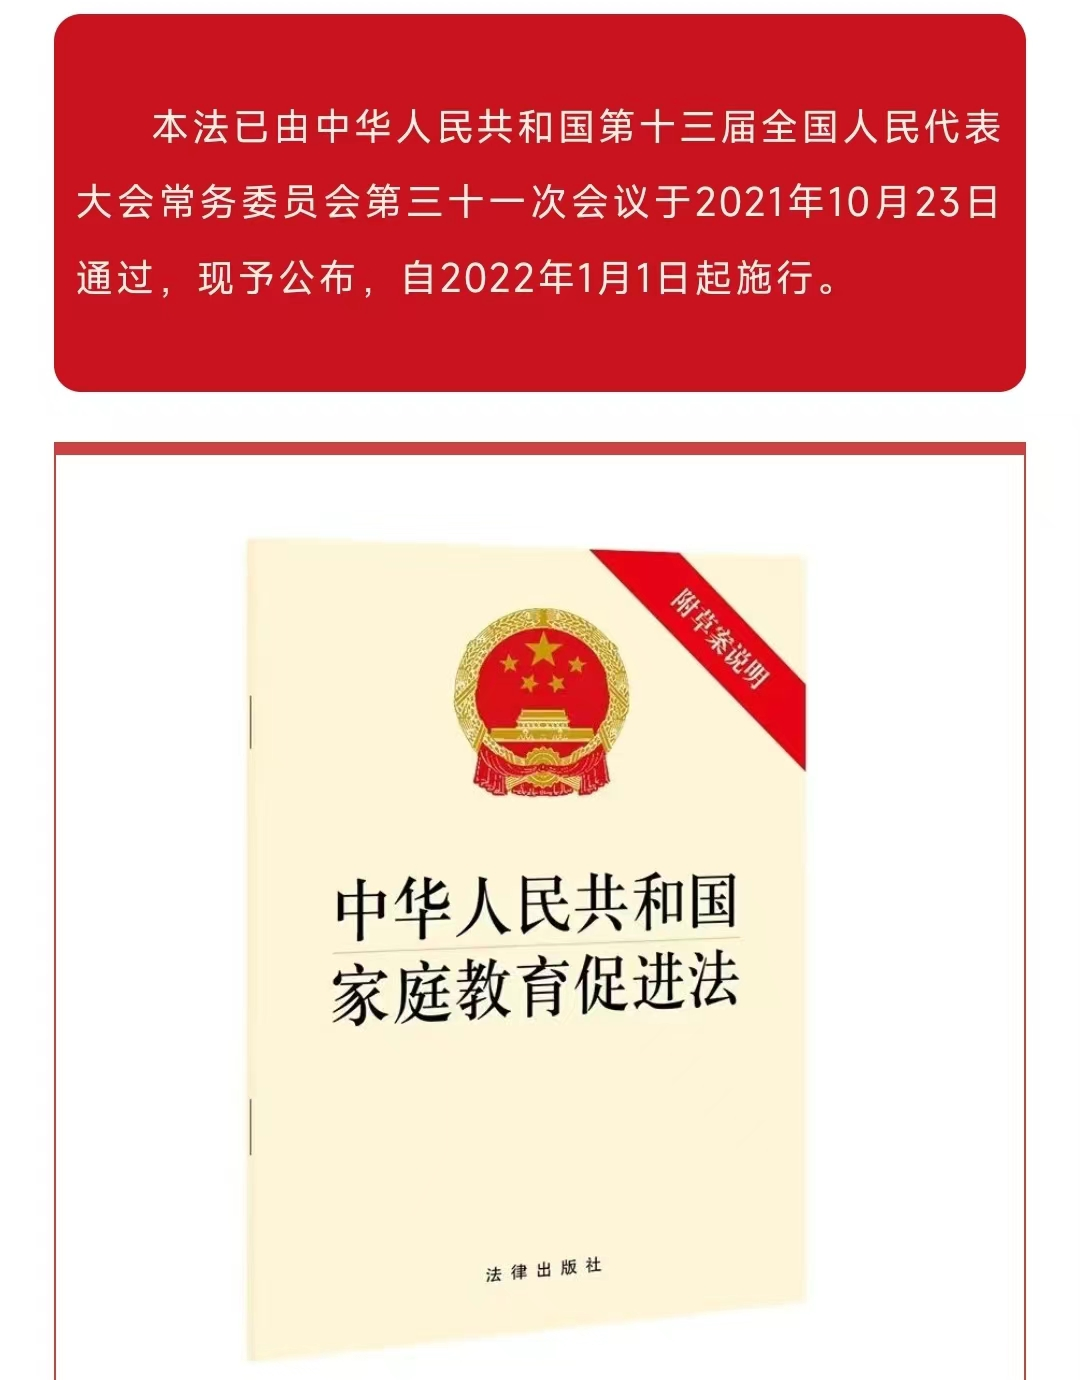 本法已由中华人民共和国第十三届全国人民代表
大会常务委员会第三十一次会议于2021年10月23日
通过，现予公布，自2022年1月1日起施行。
附草案说明
中华人民共和国
家庭教育促进法
法律出版社